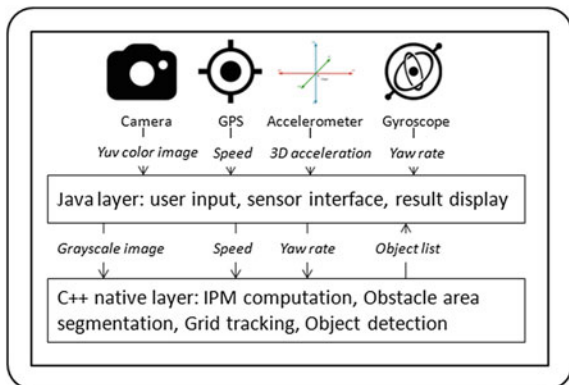 Camera GPS Accelerometer Gyroscope
Yuv color image Speed 3D acceleration Yaw rate
Java layer: user input, sensor interface, result display
Grayscale image Speed Yaw rate Object list
C++ native layer: IPM computation, Obstacle area
segmentation, Grid tracking, Object detection